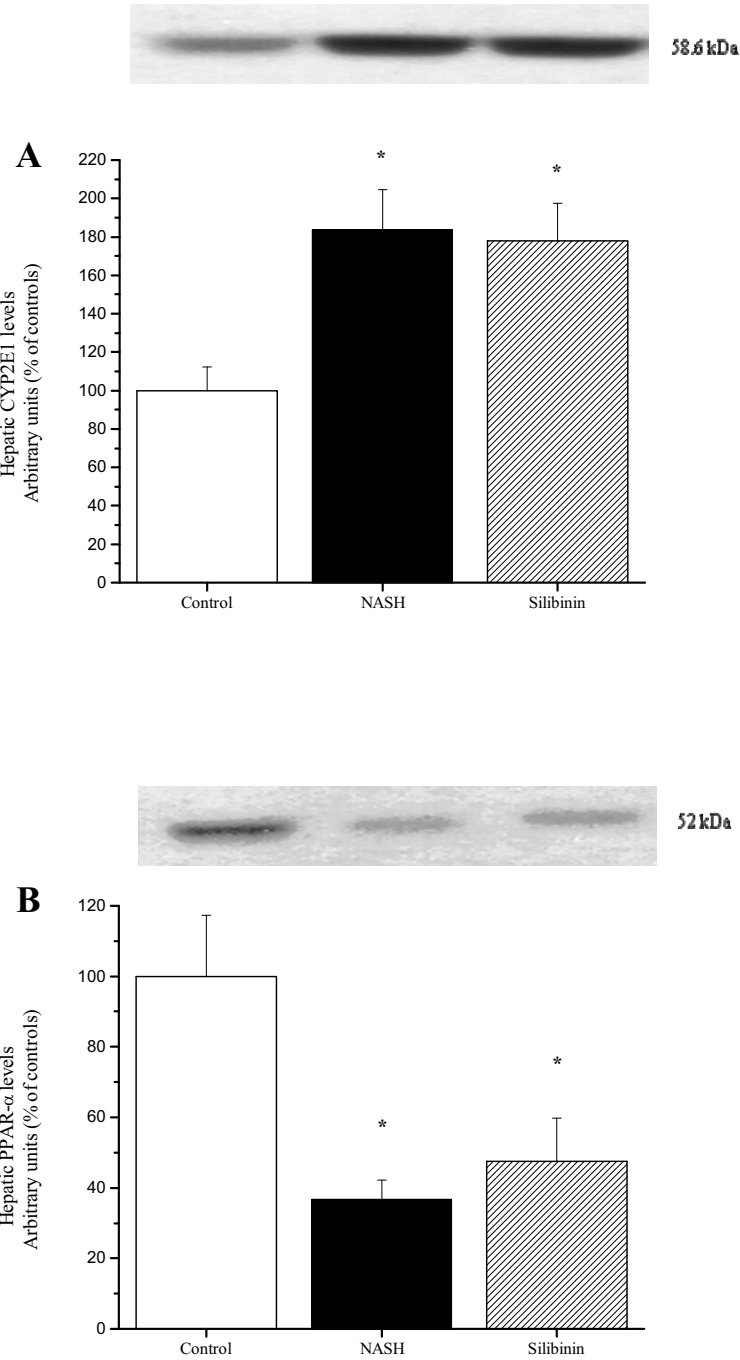 58.6 kDa
A
220
200
180
160
140
120
100
80
60
40
20
0
*
*
Hepatic CYP2E1 levels
Arbitrary units (% of controls)
Control NASH Silibinin
52 kDa
B
120
100
80
60
40
20
0
*
*
Hepatic PPAR-α levels
Arbitrary units (% of controls)
Control NASH Silibinin